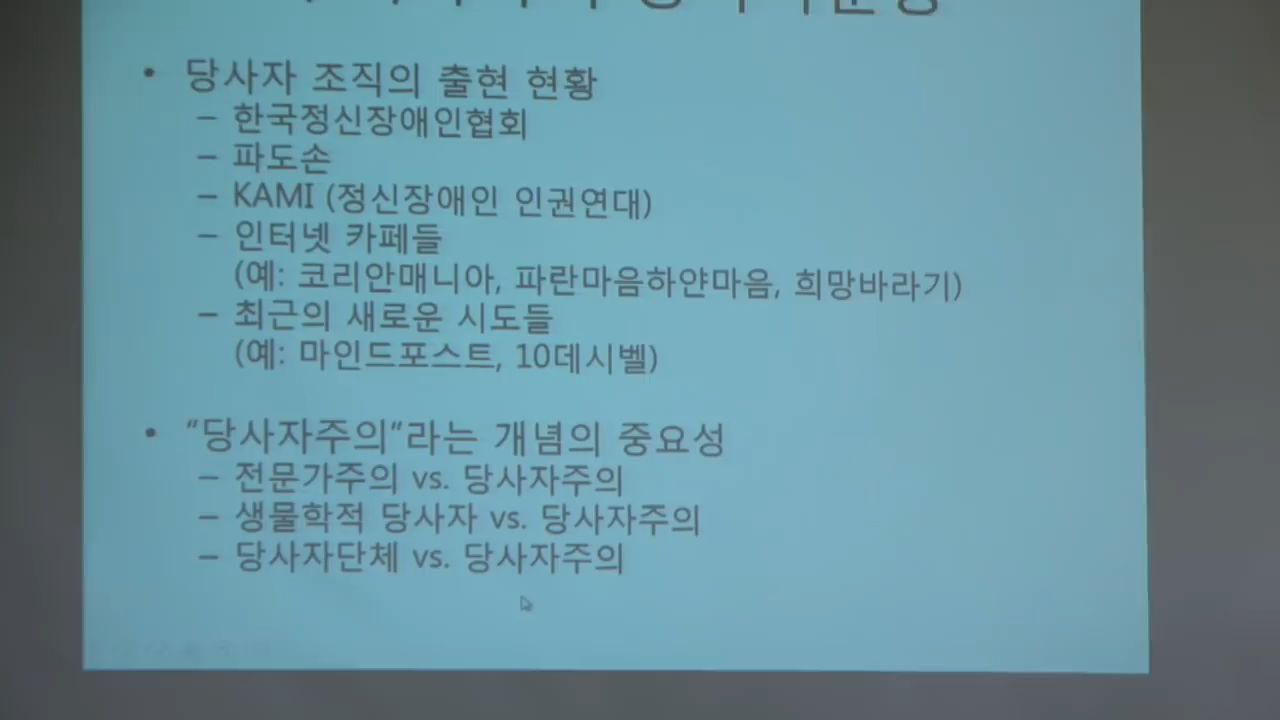 • 당사자 조직의 출현 현황
– 한국정신장애인협회
– 파도손
– KAMI (정신장애인 인권연대)
– 인터넷 카페들
(예: 코리안매니아, 파란마음하얀마음, 희망바라기)
– 최근의 새로운 시도들
(예: 마인드포스트, 10데시벨)
• “당사자주의”라는 개념의 중요성
– 전문가주의 vs. 당사자주의
– 생물학적 당사자 vs. 당사자주의
– 당사자단체 vs. 당사자주의